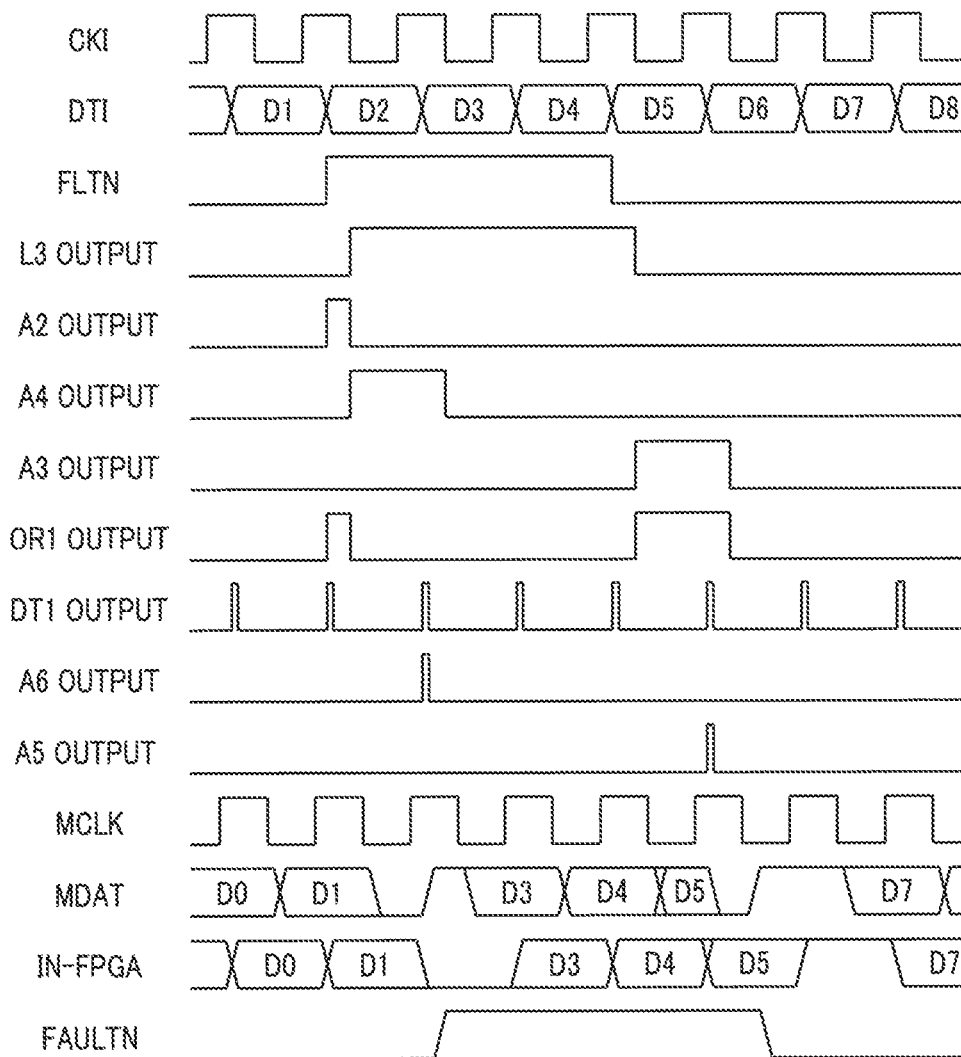 CKI
DTI D1 D2 D3 D4 D5 D6 D7 D8
FLTN
L3 OUTPUT
A2 OUTPUT
A4 OUTPUT
A3 OUTPUT
OR1 OUTPUT
DT1 OUTPUT
A6 OUTPUT
A5 OUTPUT
MCLK
MDAT D0 D1 D3 D4 D5 D7
IN-FPGA D0 D1 D3 D4 D5 D7
FAULTN